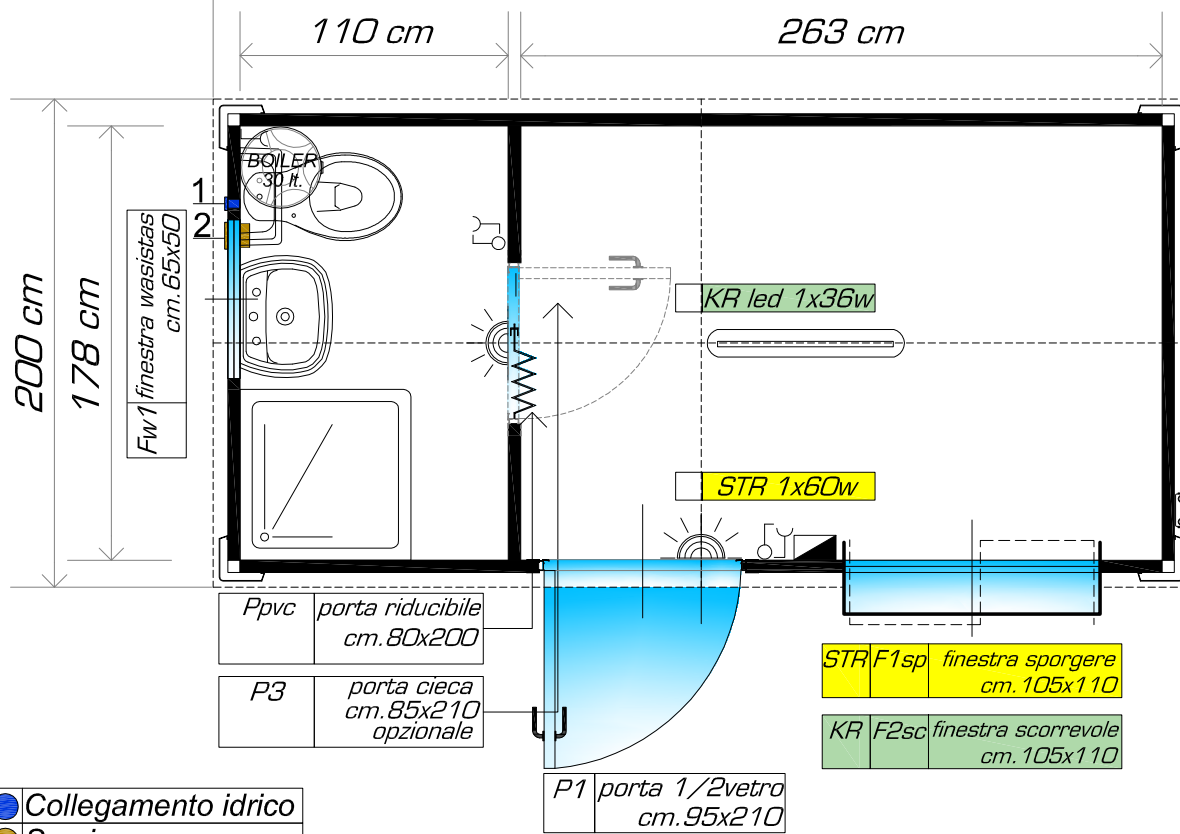 110 cm
263 cm
BOILER
30 lt.
1
2
200 cm
178 cm
Fw1 finestra wasistas
cm. 65x50
KR led 1x36w
STR 1x60w
Ppvc porta riducibile
cm.80x200
P3 porta cieca
cm.85x210
opzionale
STR F1sp finestra sporgere
cm.105x110
KR F2sc finestra scorrevole
cm.105x110
P1 porta 1/2vetro
cm.95x210
Collegamento idrico